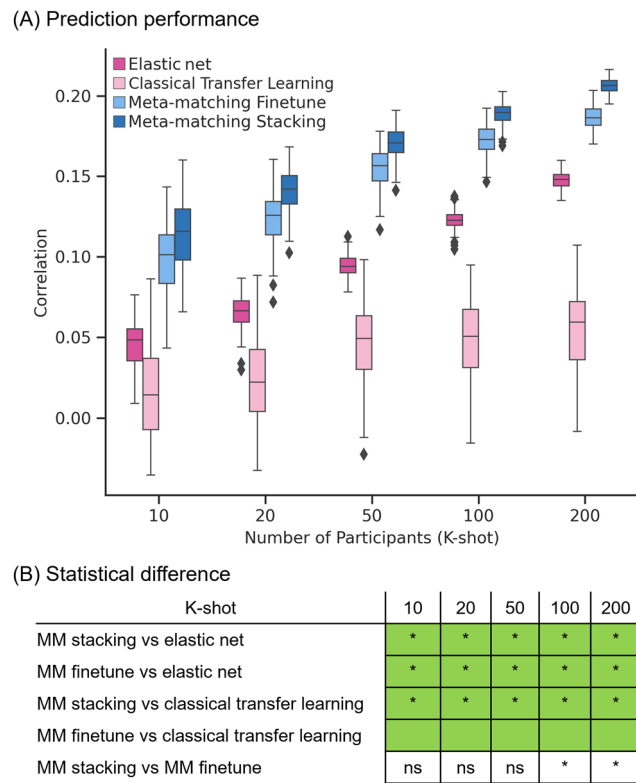 (A) Prediction performance
Elastic net
Classical Transfer Learning
Meta-matching Finetune
Meta-matching Stacking
0.20
0.15
0.10
0.05
0.00
Correlation
10 20 50 100 200
Number of Participants (K-shot)
(B) Statistical difference
K-shot 10 20 50 100 200
MM stacking vs elastic net * * * * *
MM finetune vs elastic net * * * * *
MM stacking vs classical transfer learning * * * * *
MM finetune vs classical transfer learning
MM stacking vs MM finetune ns ns ns * *